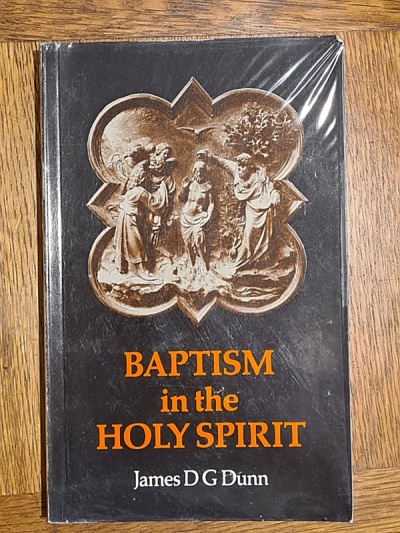 BAPTISM
in the
HOLY SPIRIT
James D G Dunn